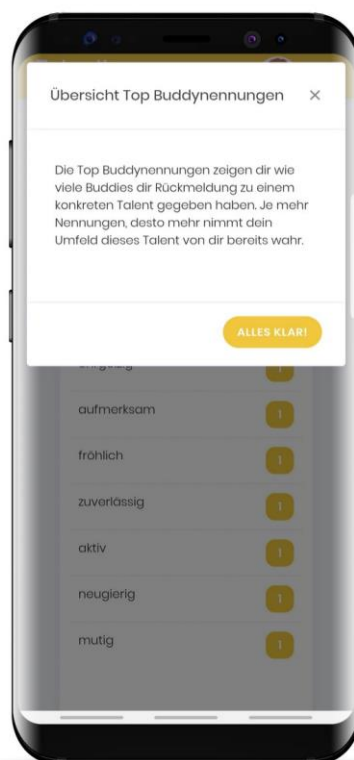 Übersicht Top Buddynennungen ×
Die Top Buddynennungen zeigen dir wie
viele Buddies dir Rückmeldung zu einem
konkreten Talent gegeben haben. Je mehr
Nennungen, desto mehr nimmt dein
Umfeld dieses Talent von dir bereits wahr.
ALLES KLAR!
1
aufmerksam 1
fröhlich 1
zuverlässig 1
aktiv 1
neugierig 1
mutig 1